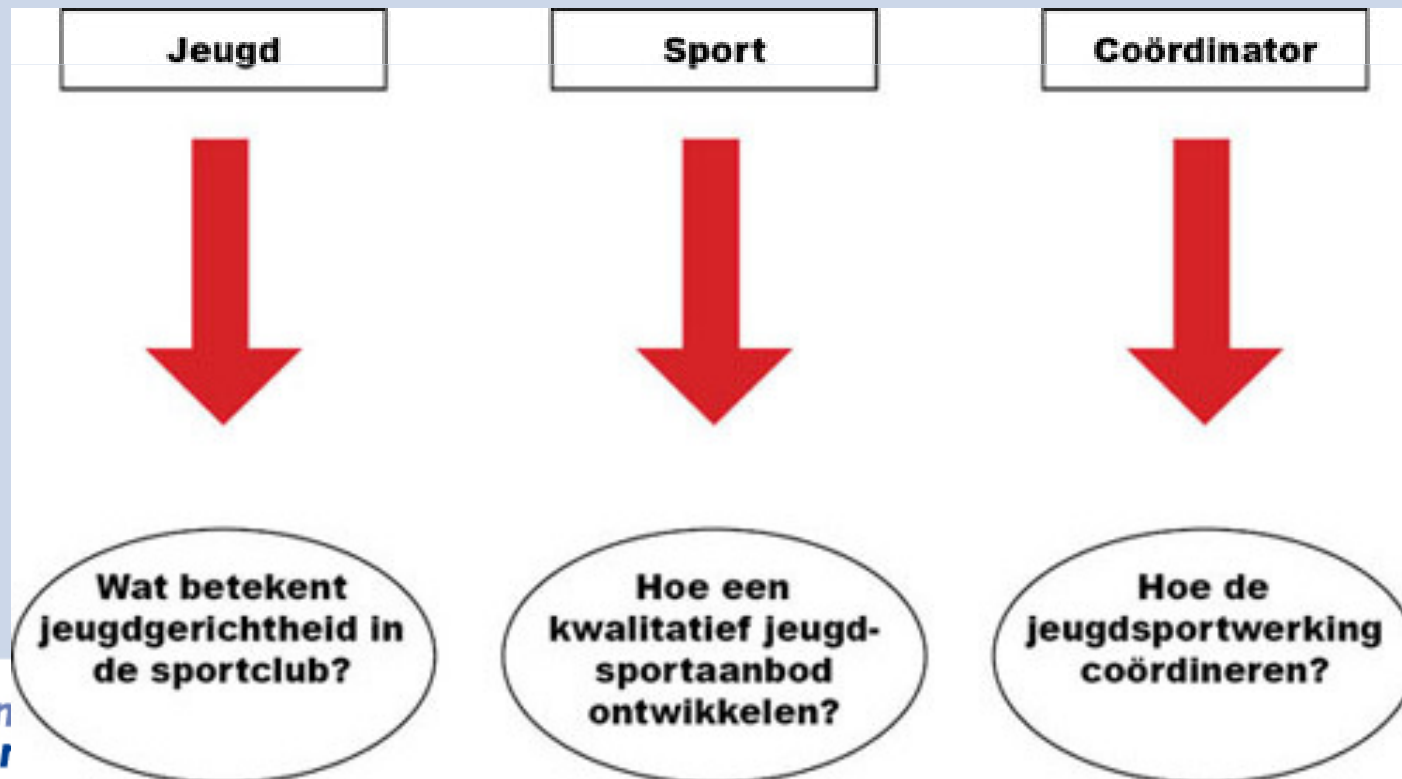 Jeugd
Sport
Coördinator
Wat betekent
jeugdgerichtheid in
de sportclub?
Hoe een
kwalitatief jeugd-
sportaanbod
ontwikkelen?
Hoe de
jeugdsportwerking
coördineren?